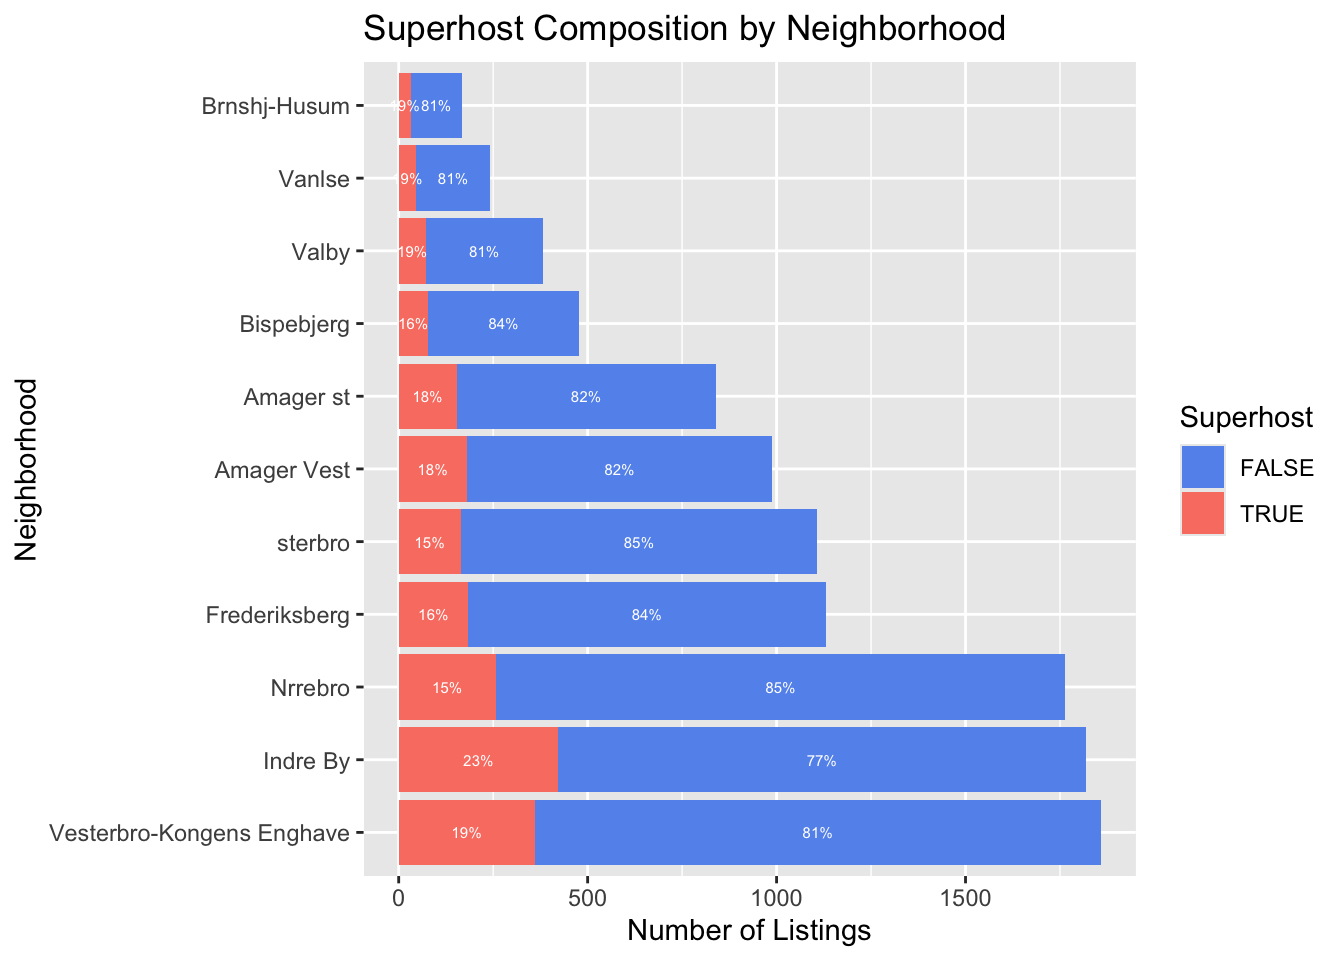 Superhost Composition by Neighborhood
Neighborhood
Brnshj-Husum 19% 81%
Vanlse 19% 81%
Valby 19% 81%
Bispebjerg 16% 84%
Amager st 18% 82%
Amager Vest 18% 82%
sterbro 15% 85%
Frederiksberg 16% 84%
Nrrebro 15% 85%
Indre By 23% 77%
Vesterbro-Kongens Enghave 19% 81%
0 500 1000 1500
Number of Listings
Superhost
FALSE
TRUE